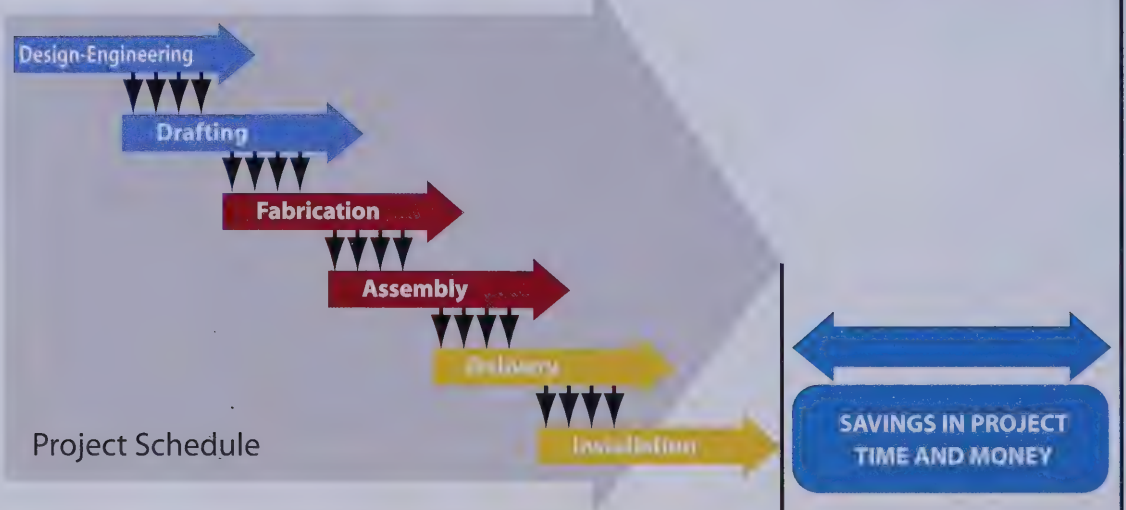 Design-Engineering
Drafting
Fabrication
Assembly
Delivery
Installation
Project Schedule
SAVINGS IN PROJECT
TIME AND MONEY